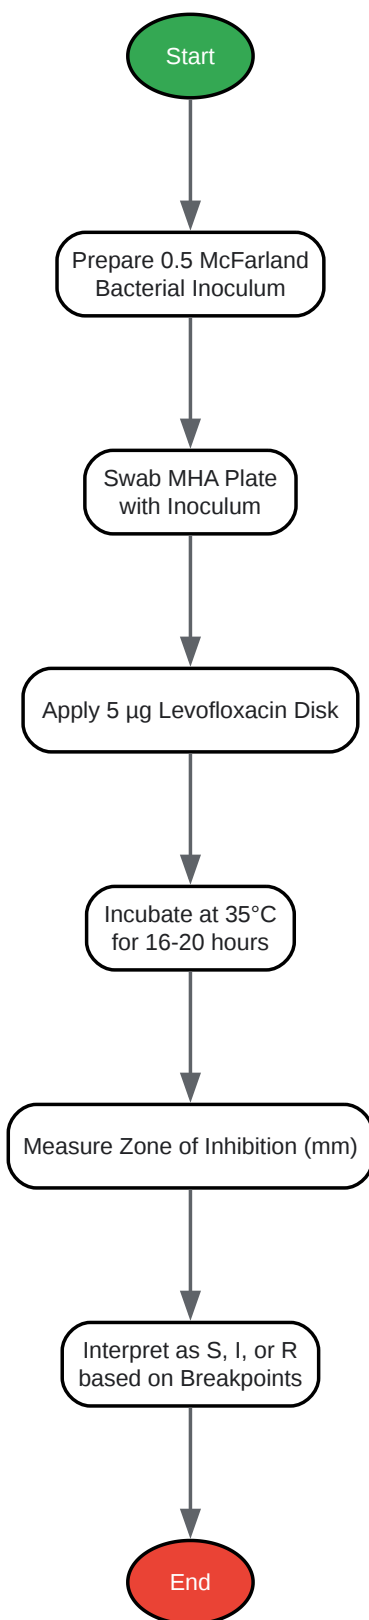 Start
Prepare 0.5 McFarland
Bacterial Inoculum
Swab MHA Plate
with Inoculum
Apply 5 µg Levofloxacin Disk
Incubate at 35°C
for 16-20 hours
Measure Zone of Inhibition (mm)
Interpret as S, I, or R
based on Breakpoints
End